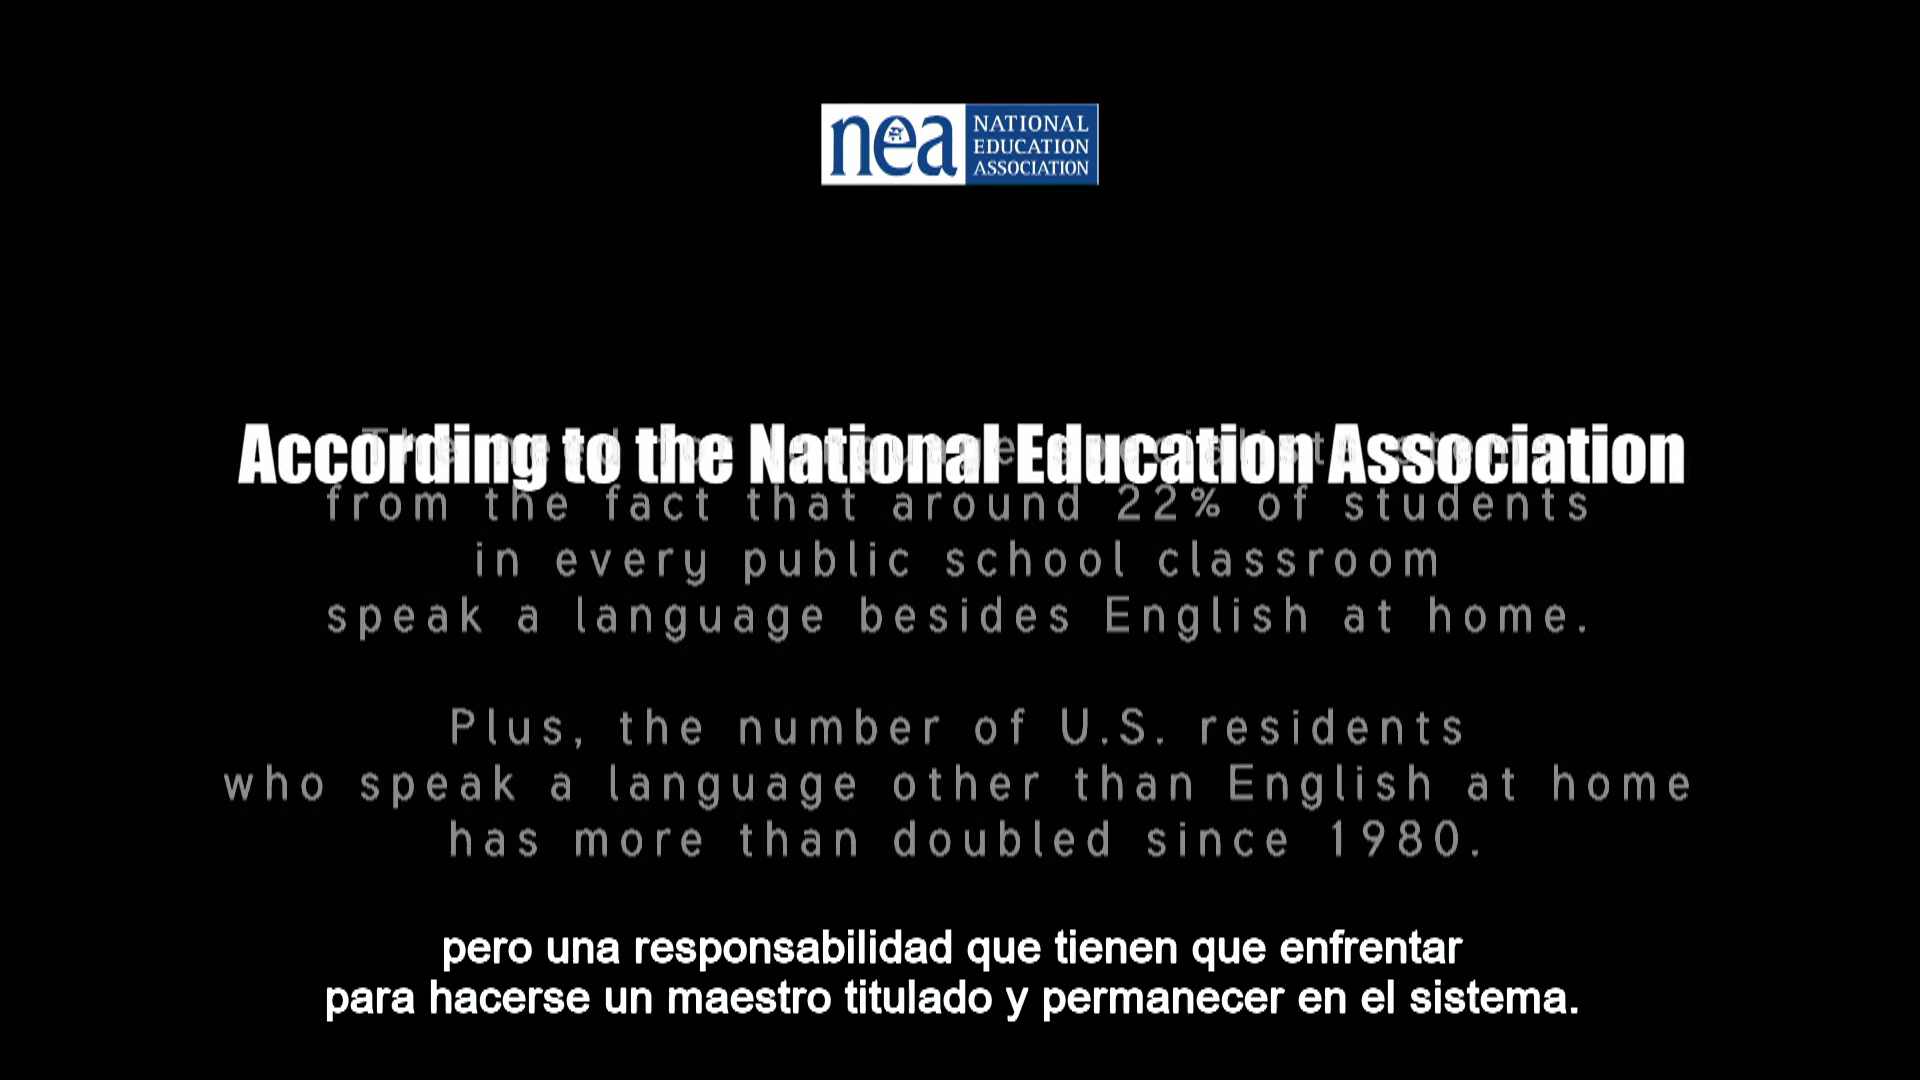 nea NATIONAL
EDUCATION
ASSOCIATION
According to the National Education Association
from the fact that around 22% of students
in every public school classroom
speak a language besides English at home.
Plus, the number of U.S. residents
who speak a language other than English at home
has more than doubled since 1980.
pero una responsabilidad que tienen que enfrentar
para hacerse un maestro titulado y permanecer en el sistema.